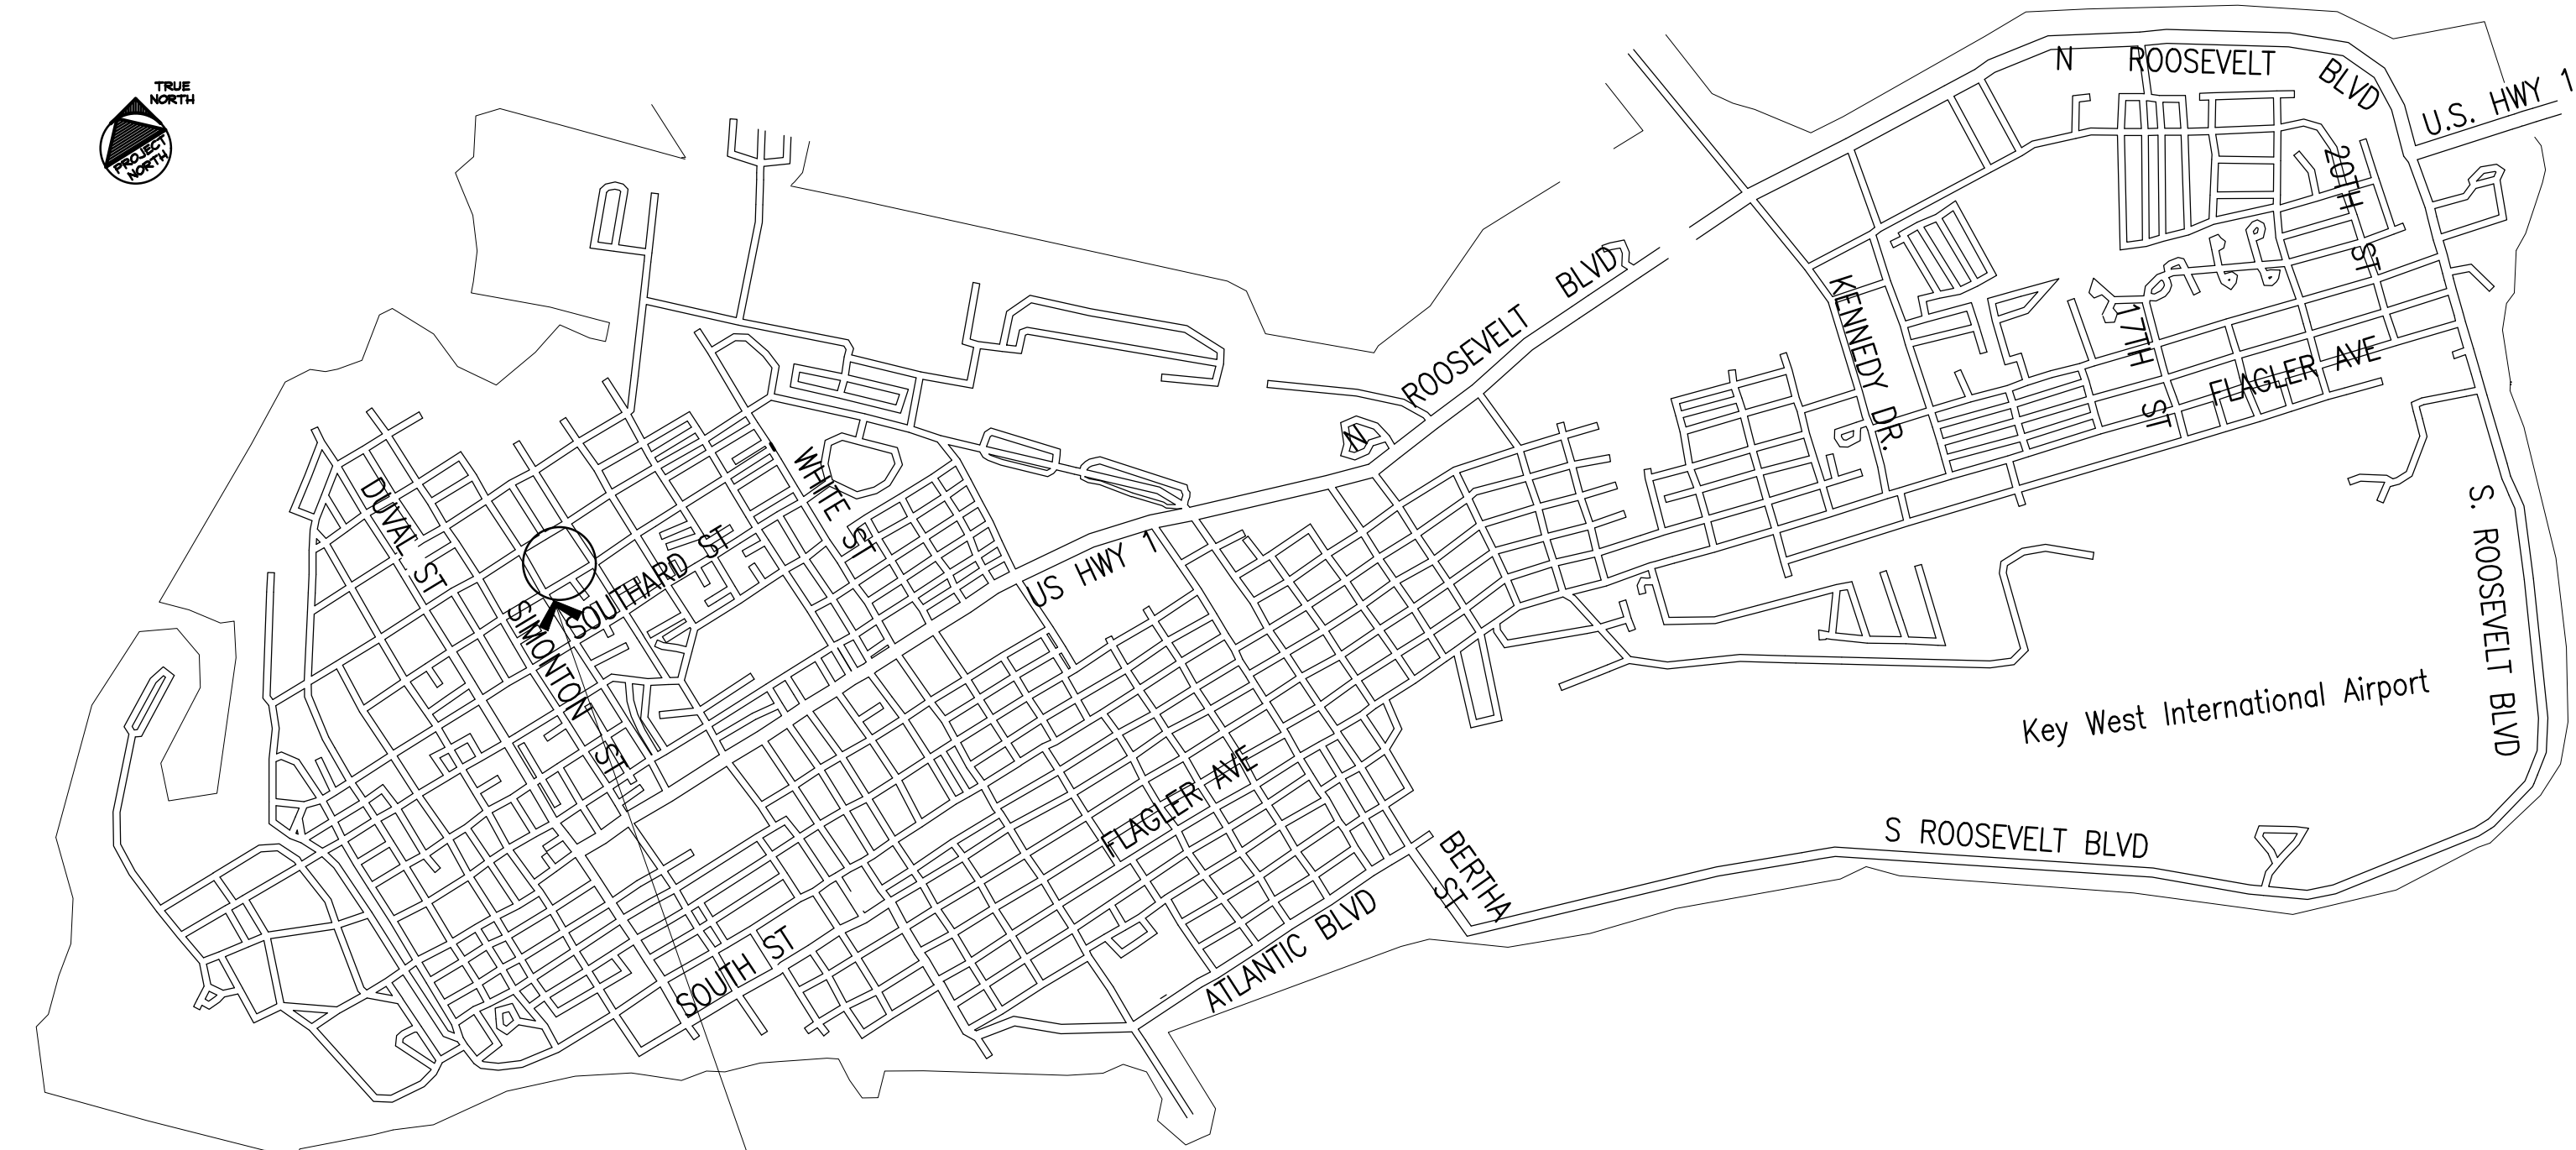 TRUE
NORTH
PROJECT
NORTH
N ROOSEVELT BLVD
U.S. HWY 1
20TH ST
KENNEDY DR.
17TH ST
FLAGLER AVE
N ROOSEVELT BLVD
DUVAL ST
WHITE ST
SOUTHARD ST
SIMONTON ST
US HWY 1
S. ROOSEVELT BLVD
Key West International Airport
FLAGLER AVE
S ROOSEVELT BLVD
BERTHA
ST
ATLANTIC BLVD
SOUTH ST